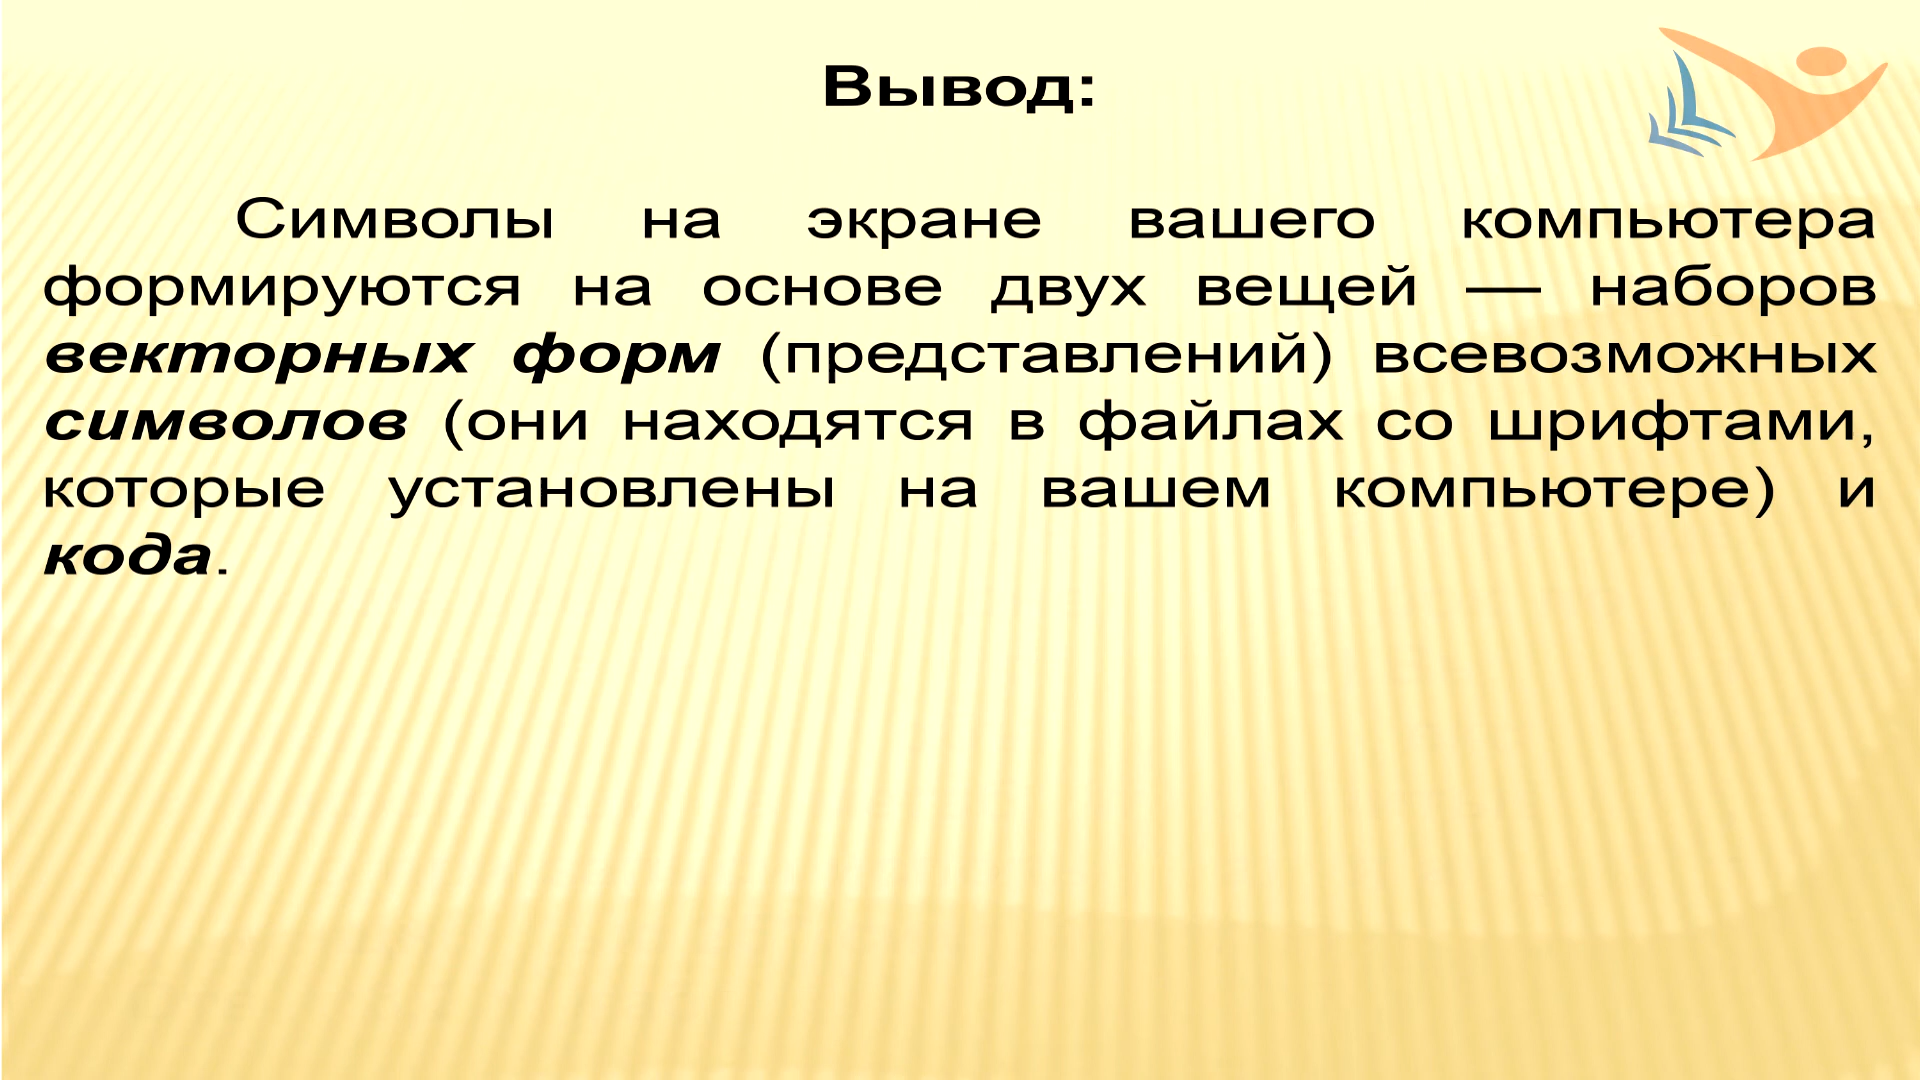 Вывод:
Символы на экране вашего компьютера
формируются на основе двух вещей — наборов
векторных форм (представлений) всевозможных
символов (они находятся в файлах со шрифтами,
которые установлены на вашем компьютере) и
кода.